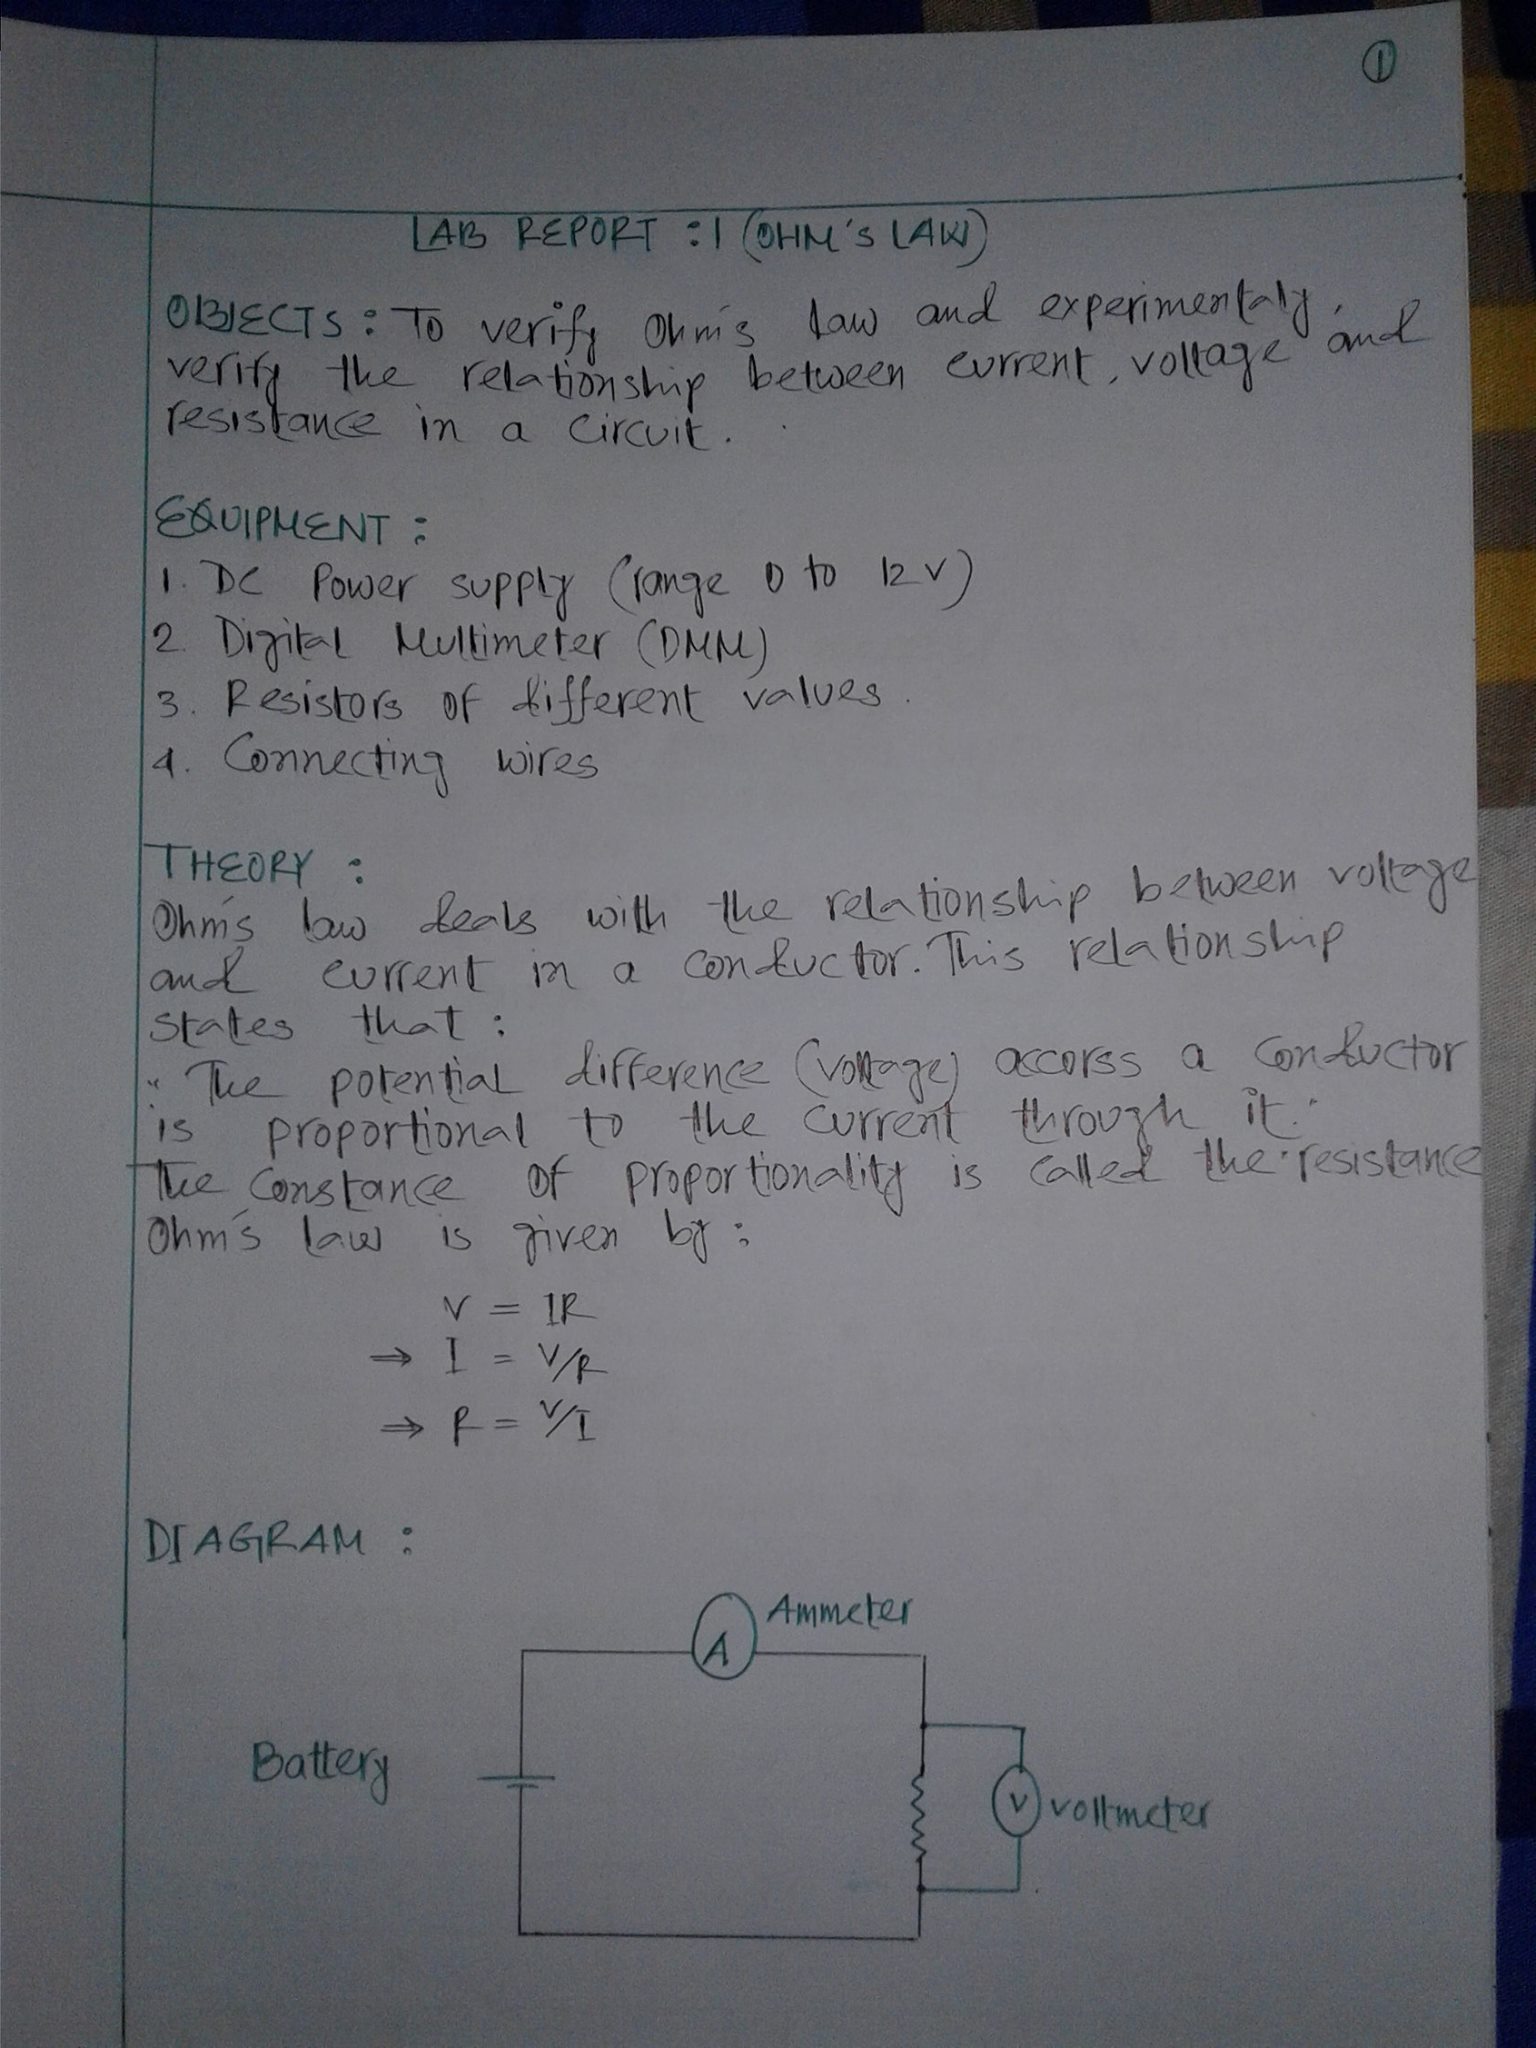 1
LAB REPORT :1 (OHM'S LAW)
OBJECTS : To verify Ohm's law and experimentaly
verify the relationship between current, voltage and
resistance in a circuit.
EQUIPMENT :
1. DC Power supply (range 0 to 12 V)
2. Digital Multimeter (DMM)
3. Resistors of different values.
4. Connecting wires
THEORY :
Ohm's law deals with the relationship between voltage
and current in a conductor. This relationship
states that :
"The potential difference (voltage) accorss a conductor
is proportional to the current through it.
The constance of proportionality is called the resistance
Ohm's law is given by :
V = IR
⇒ I = V/R
⇒ R = V/I
DIAGRAM :
Ammeter
A
Battery
V voltmeter